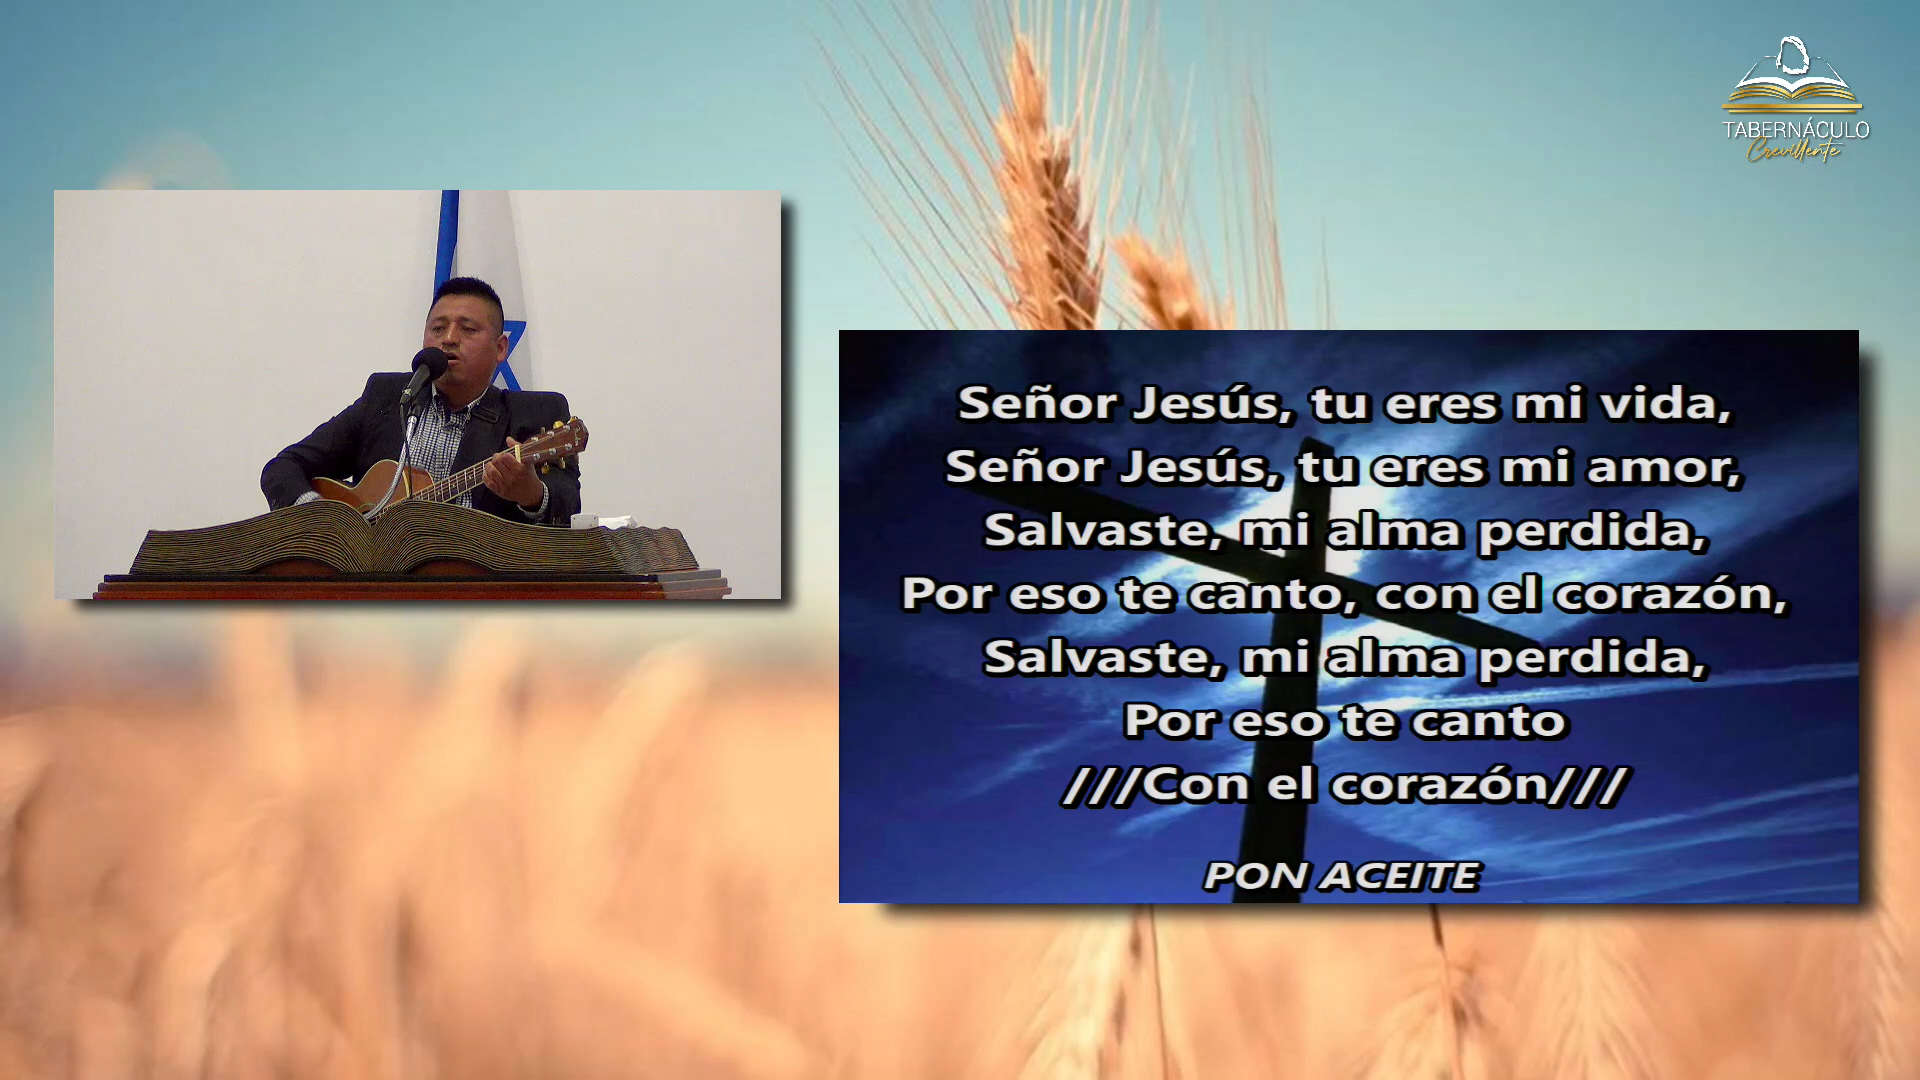 TABERNÁCULO
Crevillente
Señor Jesús, tu eres mi vida,
Señor Jesús, tu eres mi amor,
Salvaste, mi alma perdida,
Por eso te canto, con el corazón,
Salvaste, mi alma perdida,
Por eso te canto
///Con el corazón///
PON ACEITE